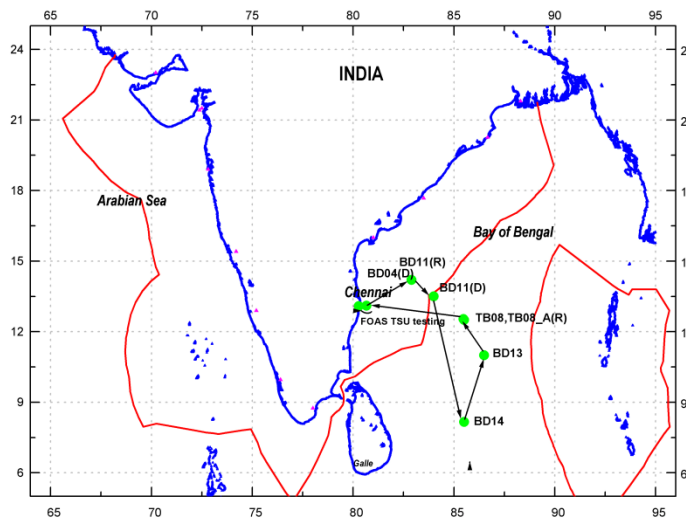 65 70 75 80 85 90 95
24
21
18
15
12
9
6
INDIA
Arabian Sea
Bay of Bengal
BD11(R)
BD04(D)
BD11(D)
Chennai
TB08,TB08_A(R)
FOAS TSU testing
BD13
BD14
Galle
65 70 75 80 85 90 95